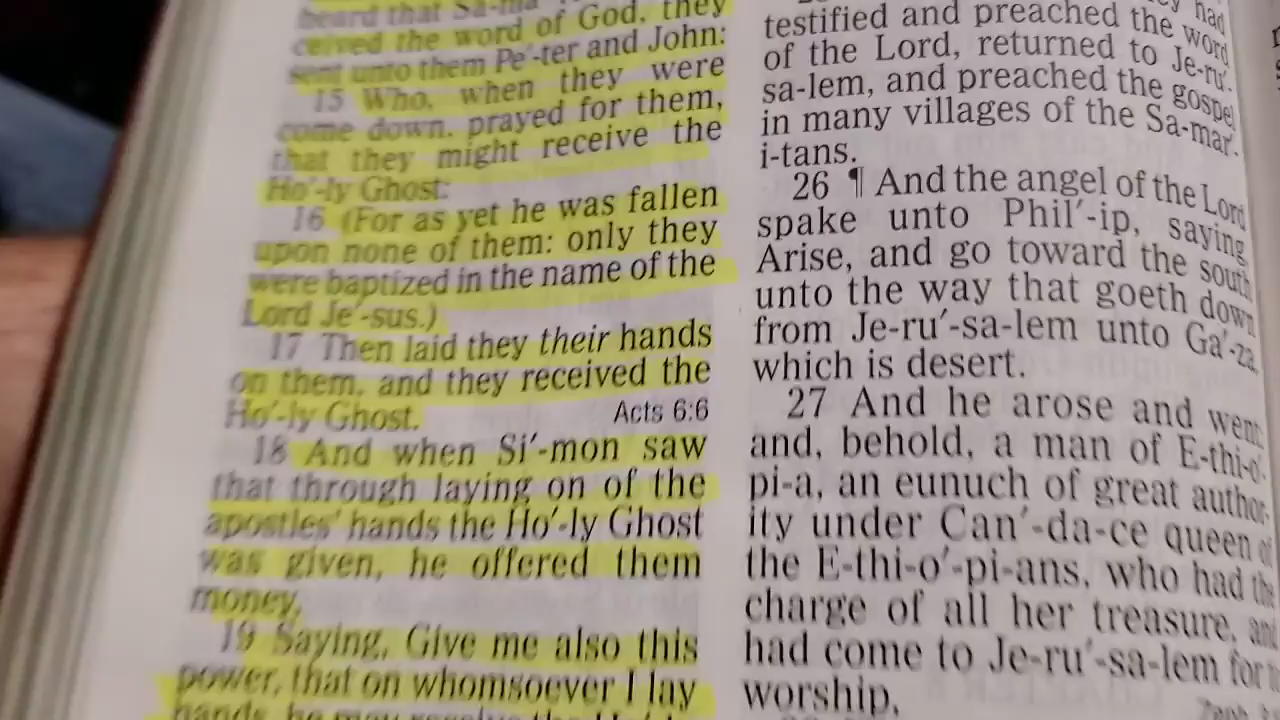 heard that Sa-ma
ceived the word of God, they
sent unto them Pe′-ter and John:
15 Who, when they were
come down, prayed for them,
that they might receive the
Ho′-ly Ghost:
16 (For as yet he was fallen
upon none of them: only they
were baptized in the name of the
Lord Je′-sus.)
17 Then laid they their hands
on them, and they received the
Ho′-ly Ghost. Acts 6:6
18 And when Si′-mon saw
that through laying on of the
apostles' hands the Ho′-ly Ghost
was given, he offered them
money,
19 Saying, Give me also this
power, that on whomsoever I lay
hands, he may receive the
had
testified and preached the word
of the Lord, returned to Je-ru′-
sa-lem, and preached the gospel
in many villages of the Sa-mar′-
i-tans.
26 ¶ And the angel of the Lord
spake unto Phil′-ip, saying,
Arise, and go toward the south
unto the way that goeth down
from Je-ru′-sa-lem unto Ga′-za,
which is desert.
27 And he arose and went:
and, behold, a man of E-thi-o′-
pi-a, an eunuch of great author-
ity under Can′-da-ce queen of
the E-thi-o′-pi-ans, who had the
charge of all her treasure, and
had come to Je-ru′-sa-lem for
worship,